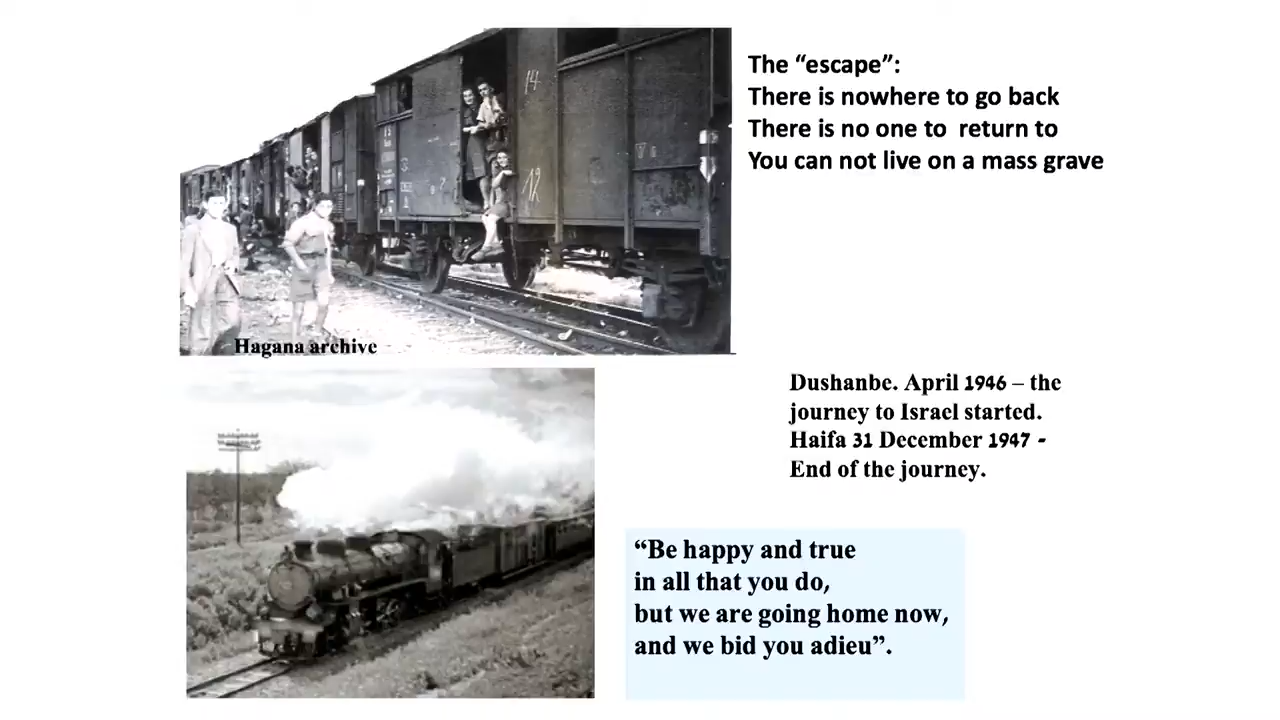 The “escape”:
There is nowhere to go back
There is no one to return to
You can not live on a mass grave
14
12
Hagana archive
Dushanbe. April 1946 – the
journey to Israel started.
Haifa 31 December 1947 -
End of the journey.
“Be happy and true
in all that you do,
but we are going home now,
and we bid you adieu”.